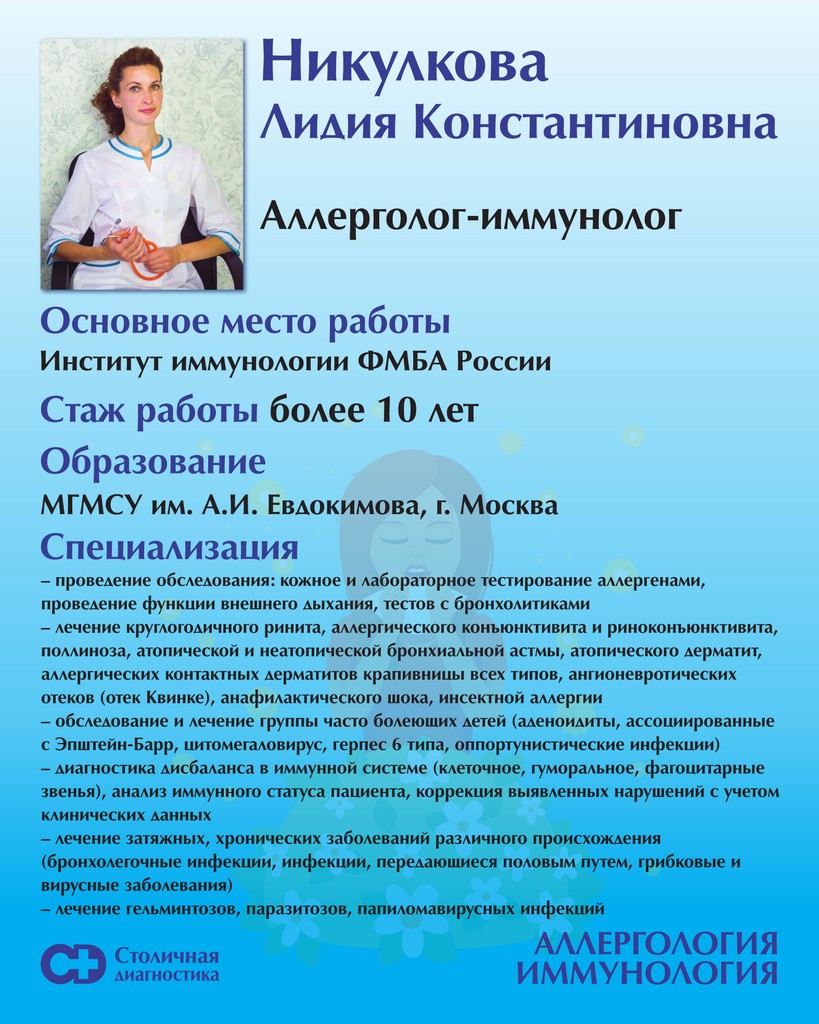 Никулкова
Лидия Константиновна
Аллерголог-иммунолог
Основное место работы
Институт иммунологии ФМБА России
Стаж работы более 10 лет
Образование
МГМСУ им. А.И. Евдокимова, г. Москва
Специализация
– проведение обследования: кожное и лабораторное тестирование аллергенами,
проведение функции внешнего дыхания, тестов с бронхолитиками
– лечение круглогодичного ринита, аллергического конъюнктивита и риноконъюнктивита,
поллиноза, атопической и неатопической бронхиальной астмы, атопического дерматит,
аллергических контактных дерматитов крапивницы всех типов, ангионевротических
отеков (отек Квинке), анафилактического шока, инсектной аллергии
– обследование и лечение группы часто болеющих детей (аденоидиты, ассоциированные
с Эпштейн-Барр, цитомегаловирус, герпес 6 типа, оппортунистические инфекции)
– диагностика дисбаланса в иммунной системе (клеточное, гуморальное, фагоцитарные
звенья), анализ иммунного статуса пациента, коррекция выявленных нарушений с учетом
клинических данных
– лечение затяжных, хронических заболеваний различного происхождения
(бронхолегочные инфекции, инфекции, передающиеся половым путем, грибковые и
вирусные заболевания)
– лечение гельминтозов, паразитозов, папиломавирусных инфекций
Столичная
диагностика
АЛЛЕРГОЛОГИЯ
ИММУНОЛОГИЯ